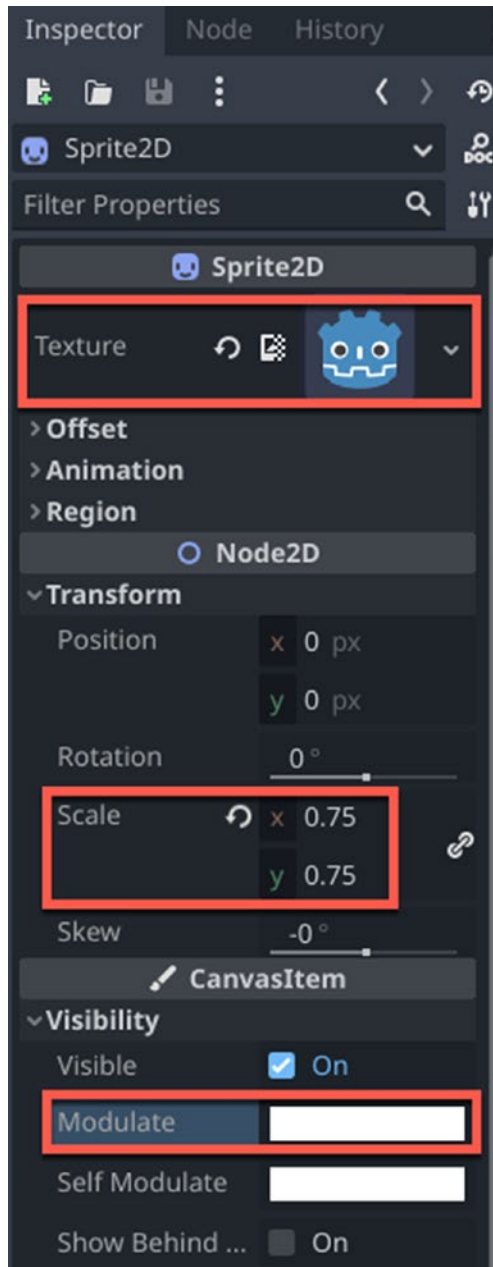 Inspector Node History
Sprite2D
DOC
Filter Properties
Sprite2D
Texture
Offset
Animation
Region
Node2D
Transform
Position x 0 px
y 0 px
Rotation 0 °
Scale x 0.75
y 0.75
Skew -0 °
CanvasItem
Visibility
Visible On
Modulate
Self Modulate
Show Behind ... On